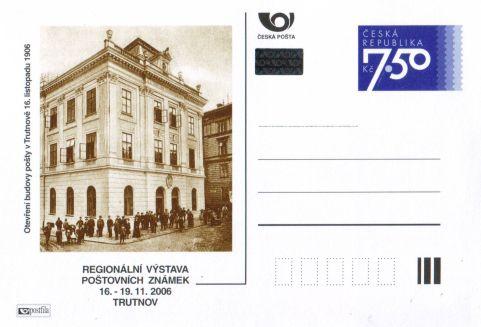 Otevření budovy pošty v Trutnově 16. listopadu 1906
REGIONÁLNÍ VÝSTAVA
POŠTOVNÍCH ZNÁMEK
16. - 19. 11. 2006
TRUTNOV
postfila
ČESKÁ POŠTA
ČESKÁ
REPUBLIKA
Kč 7.50